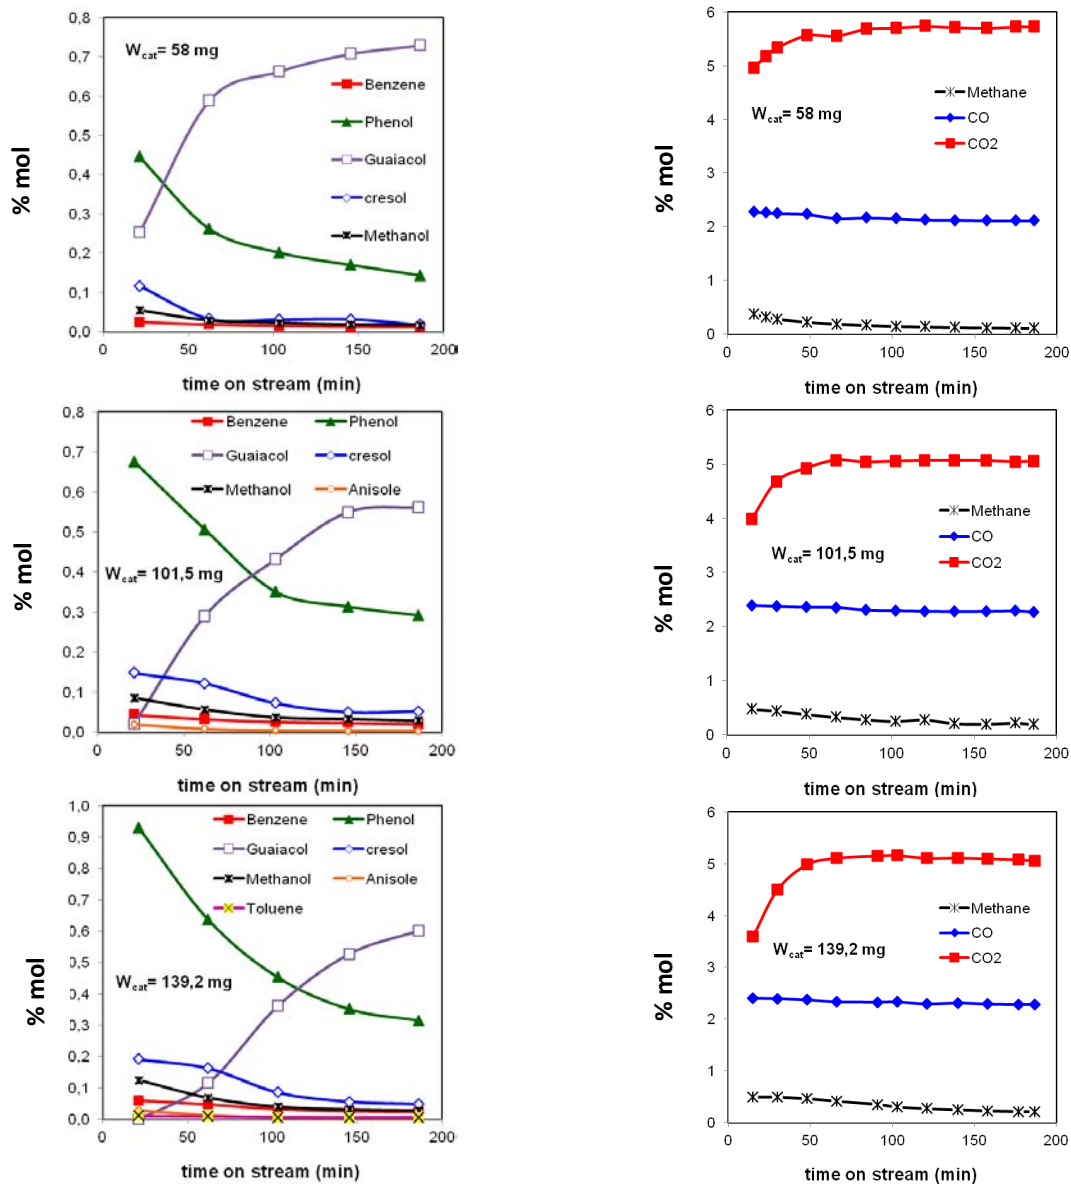 0,8
0,7
0,6
0,5
0,4
0,3
0,2
0,1
0,0
% mol
W_cat= 58 mg
Benzene
Phenol
Guaiacol
cresol
Methanol
0 50 100 150 200
time on stream (min)
6
5
4
3
2
1
0
% mol
W_cat= 58 mg
Methane
CO
CO2
0 50 100 150 200
time on stream (min)
0,8
0,7
0,6
0,5
0,4
0,3
0,2
0,1
0,0
% mol
Benzene Phenol
Guaiacol cresol
Methanol Anisole
W_cat= 101,5 mg
0 50 100 150 200
time on stream (min)
6
5
4
3
2
1
0
% mol
Methane
CO
CO2
W_cat= 101,5 mg
0 50 100 150 200
time on stream (min)
1,0
0,9
0,8
0,7
0,6
0,5
0,4
0,3
0,2
0,1
0,0
% mol
Benzene Phenol
Guaiacol cresol
Methanol Anisole
Toluene
W_cat= 139,2 mg
0 50 100 150 200
time on stream (min)
6
5
4
3
2
1
0
% mol
Methane
CO
CO2
W_cat= 139,2 mg
0 50 100 150 200
time on stream (min)